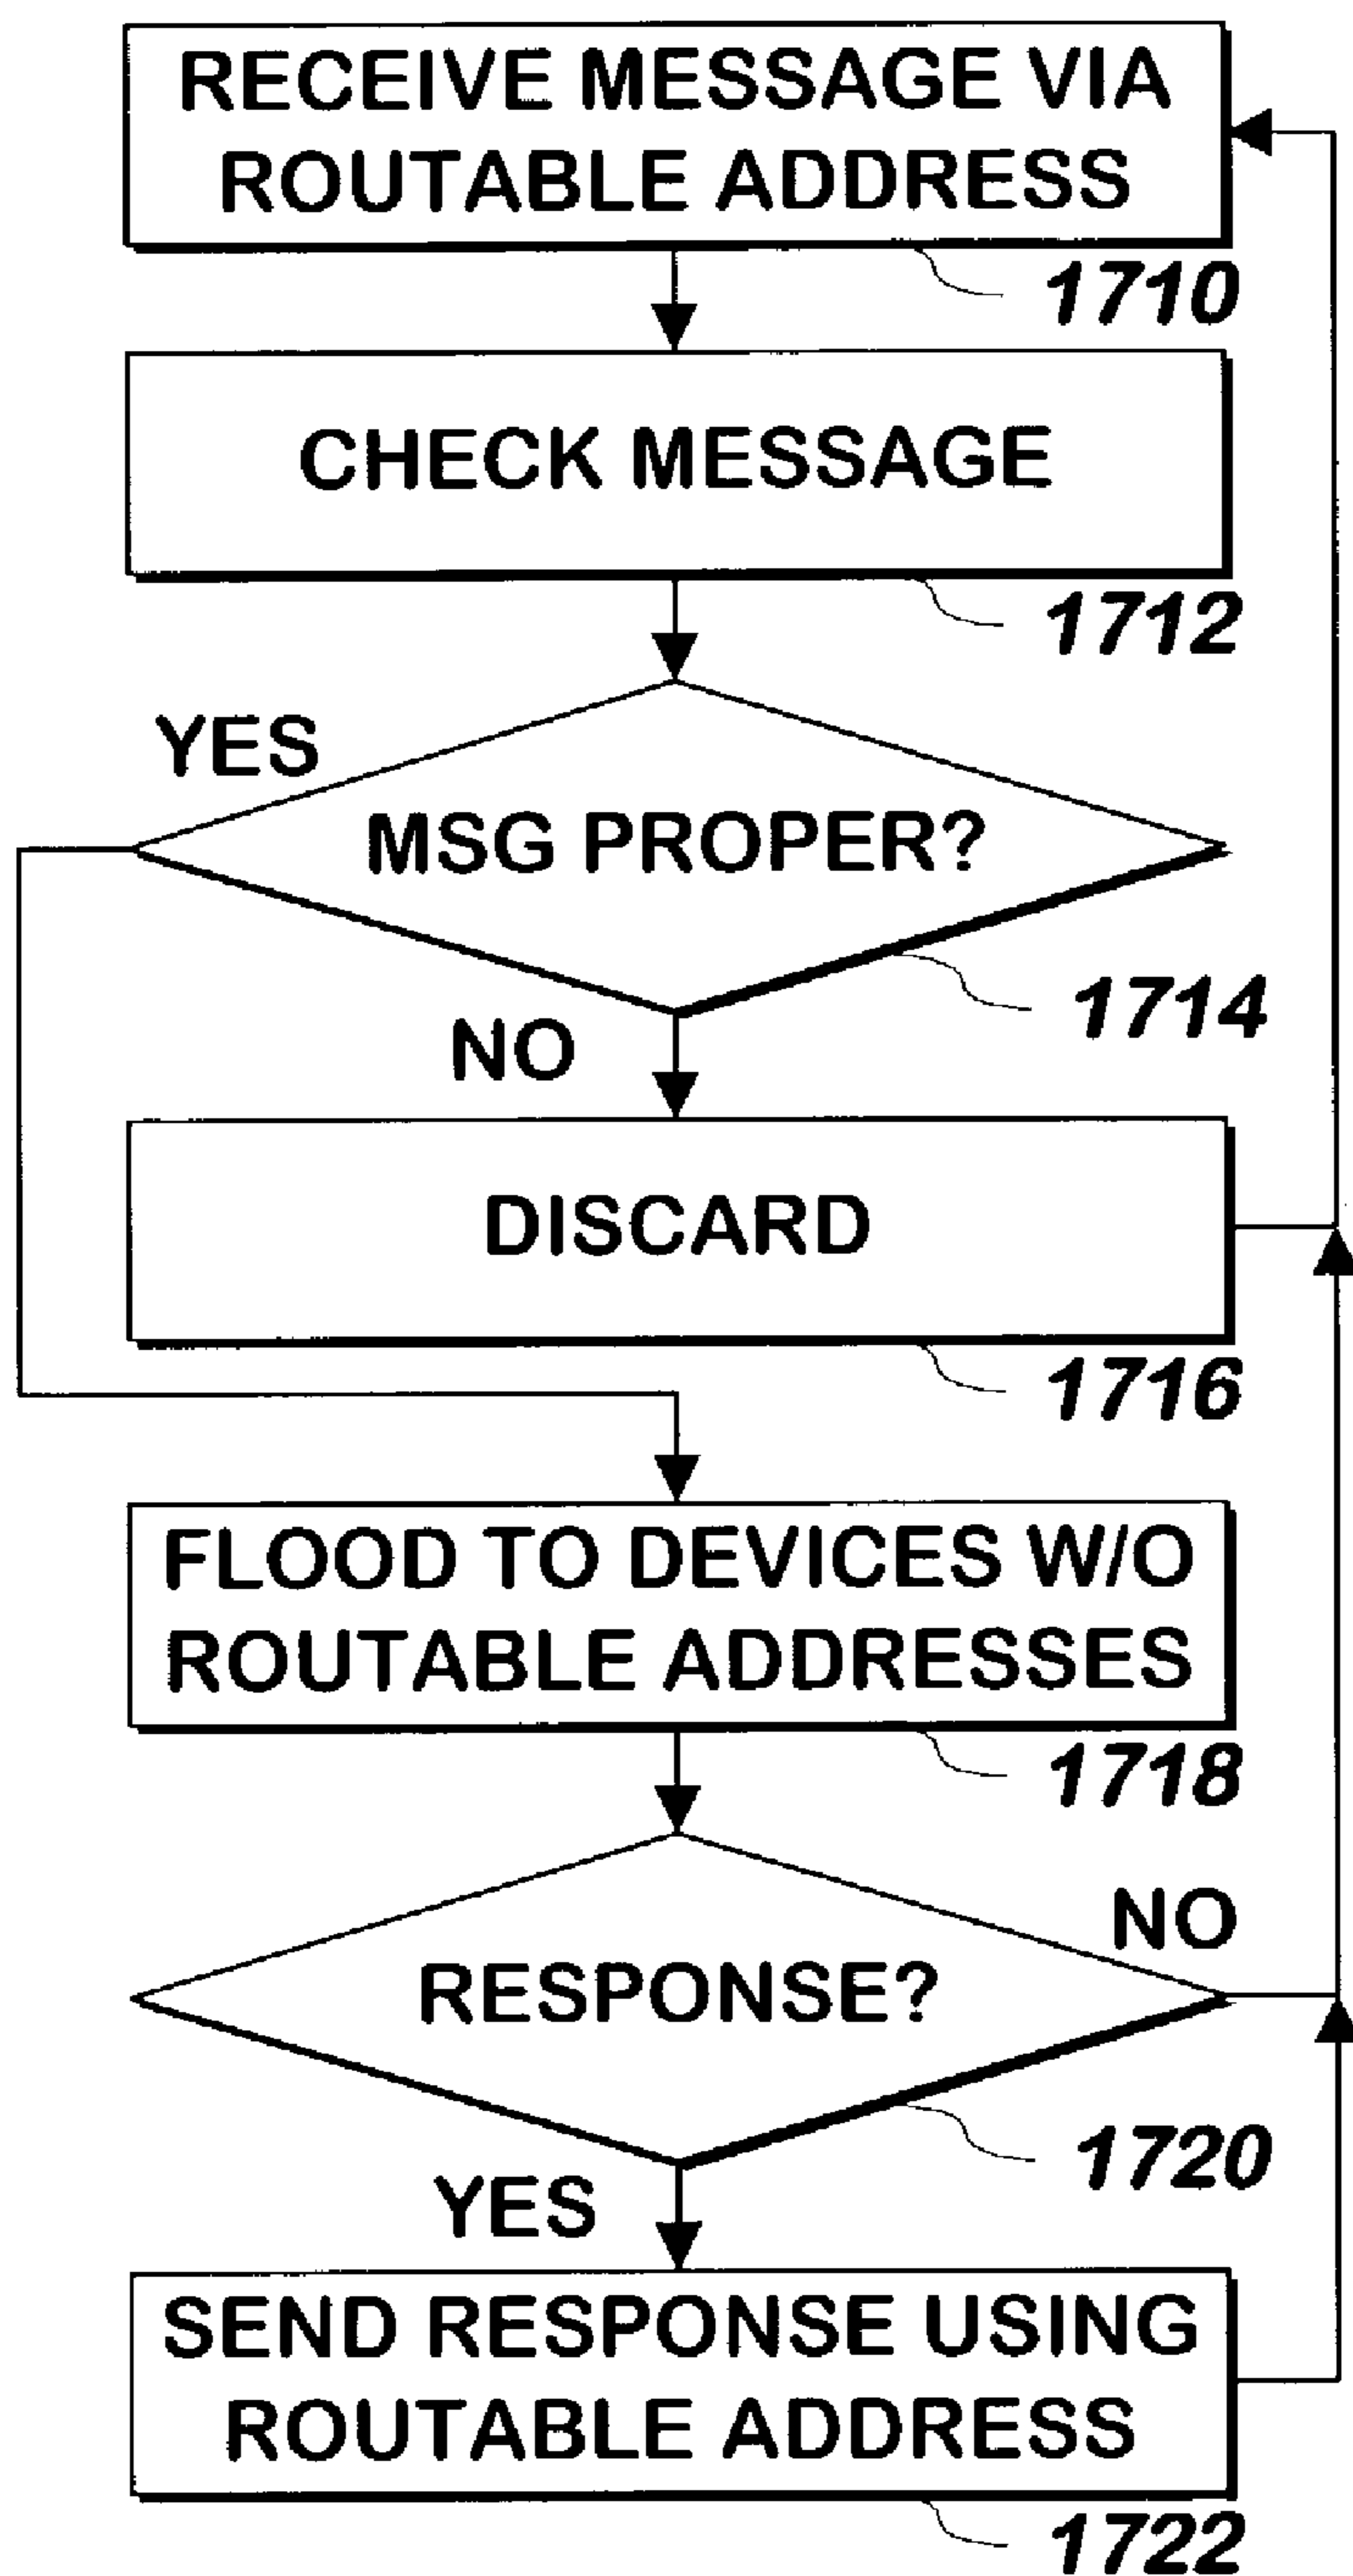 RECEIVE MESSAGE VIA
ROUTABLE ADDRESS
1710
CHECK MESSAGE
1712
YES
MSG PROPER?
1714
NO
DISCARD
1716
FLOOD TO DEVICES W/O
ROUTABLE ADDRESSES
1718
NO
RESPONSE?
1720
YES
SEND RESPONSE USING
ROUTABLE ADDRESS
1722